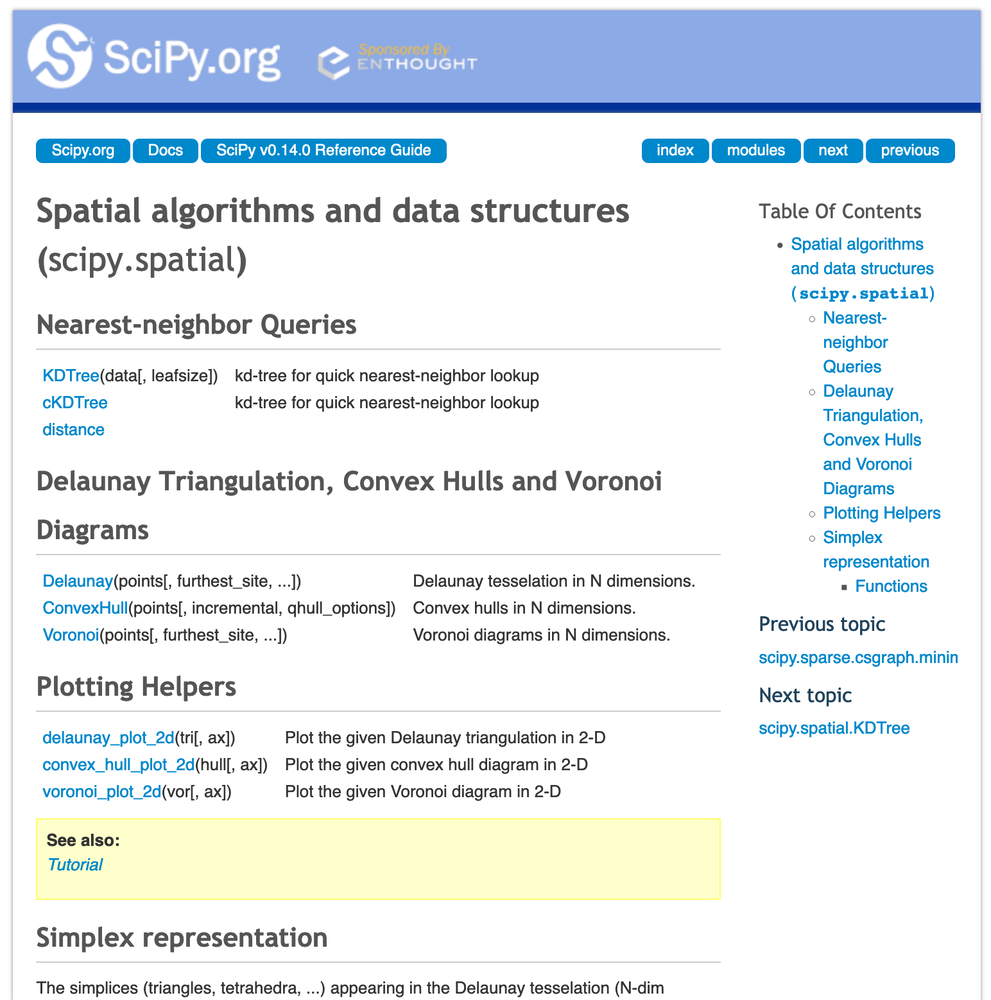 SciPy.org
Sponsored By
ENTHOUGHT
Scipy.org Docs SciPy v0.14.0 Reference Guide index modules next previous
Spatial algorithms and data structures
(scipy.spatial)
Nearest-neighbor Queries
KDTree(data[, leafsize]) kd-tree for quick nearest-neighbor lookup
cKDTree kd-tree for quick nearest-neighbor lookup
distance
Delaunay Triangulation, Convex Hulls and Voronoi
Diagrams
Delaunay(points[, furthest_site, ...]) Delaunay tesselation in N dimensions.
ConvexHull(points[, incremental, qhull_options]) Convex hulls in N dimensions.
Voronoi(points[, furthest_site, ...]) Voronoi diagrams in N dimensions.
Plotting Helpers
delaunay_plot_2d(tri[, ax]) Plot the given Delaunay triangulation in 2-D
convex_hull_plot_2d(hull[, ax]) Plot the given convex hull diagram in 2-D
voronoi_plot_2d(vor[, ax]) Plot the given Voronoi diagram in 2-D
See also:
Tutorial
Simplex representation
The simplices (triangles, tetrahedra, ...) appearing in the Delaunay tesselation (N-dim
Table Of Contents
Spatial algorithms
and data structures
(scipy.spatial)
Nearest-
neighbor
Queries
Delaunay
Triangulation,
Convex Hulls
and Voronoi
Diagrams
Plotting Helpers
Simplex
representation
Functions
Previous topic
scipy.sparse.csgraph.minin
Next topic
scipy.spatial.KDTree